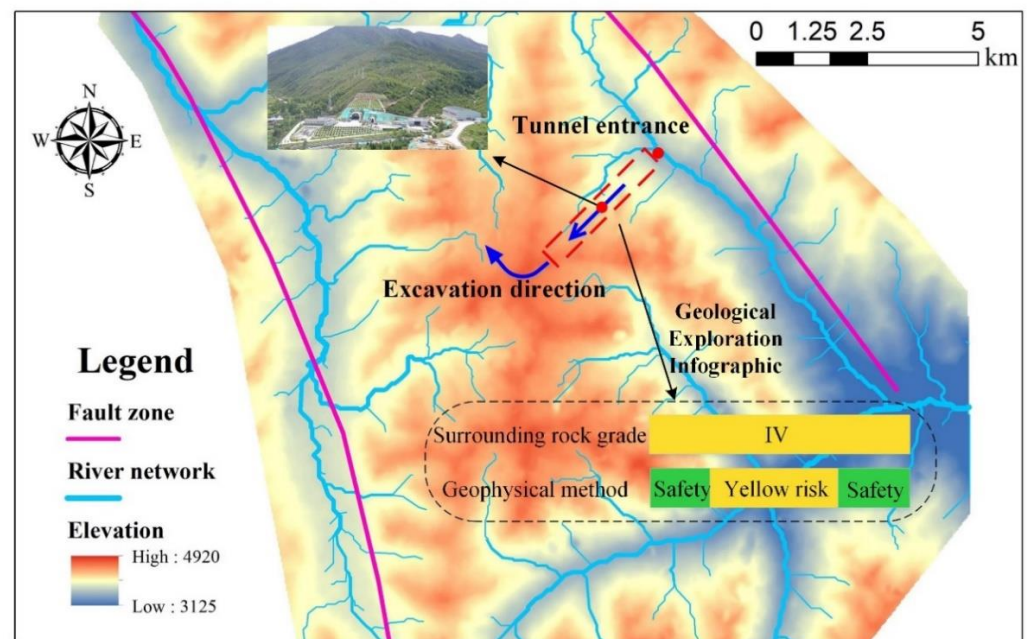 0 1.25 2.5 5
km
N
W E
S
Tunnel entrance
Excavation direction
Geological
Exploration
Infographic
Legend
Fault zone
River network
Elevation
High : 4920
Low : 3125
Surrounding rock grade IV
Geophysical method Safety Yellow risk Safety